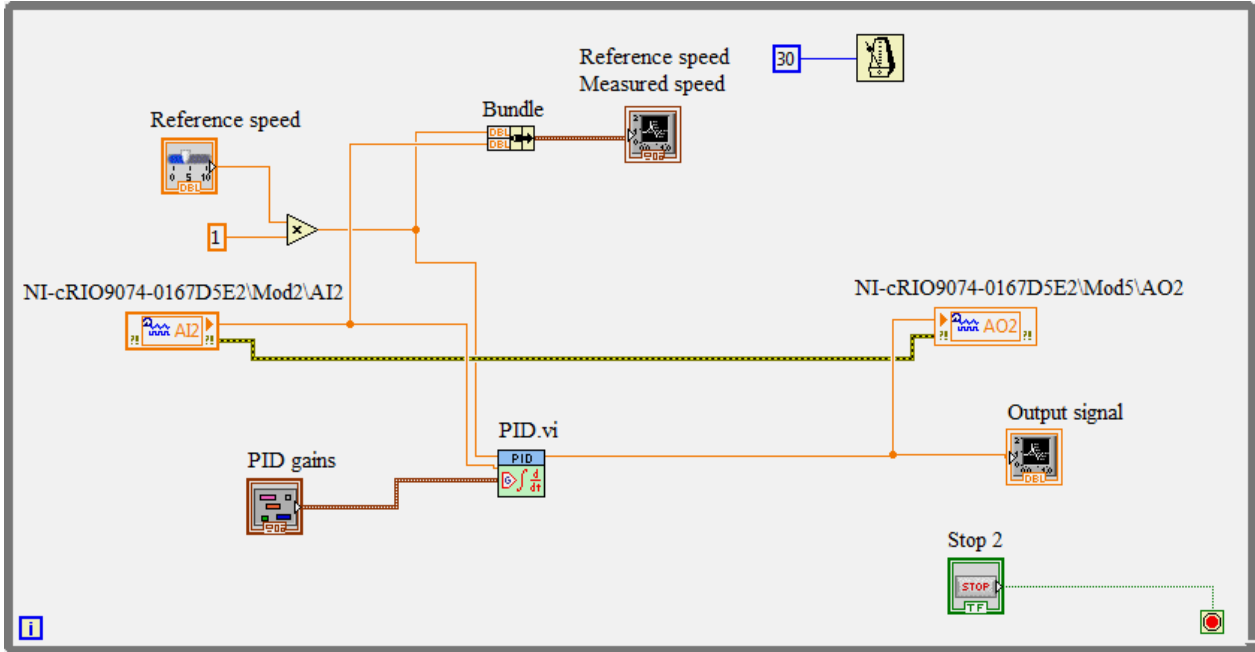 Reference speed
Measured speed
30
Bundle
DBL
DBL
Reference speed
0 5 10
DBL
1
NI-cRIO9074-0167D5E2\Mod2\AI2
AI2
?! ?!
NI-cRIO9074-0167D5E2\Mod5\AO2
AO2
?! ?!
PID.vi
PID
G ∫ d
dt
PID gains
Output signal
DBL
Stop 2
STOP
TF
i